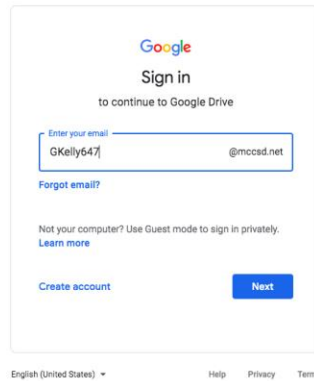 Google
Sign in
to continue to Google Drive
Enter your email
GKelly647 @mccsd.net
Forgot email?
Not your computer? Use Guest mode to sign in privately.
Learn more
Create account Next
English (United States) Help Privacy Term